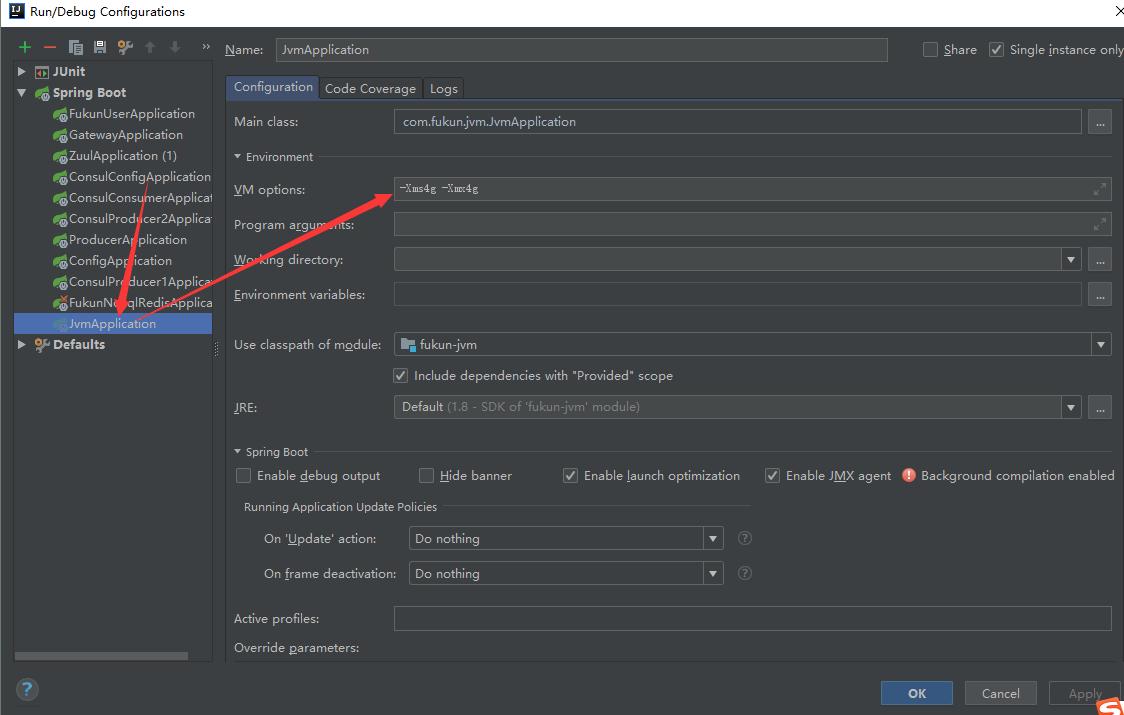 Run/Debug Configurations
Name: JvmApplication Share Single instance only
JUnit
Spring Boot
FukunUserApplication
GatewayApplication
ZuulApplication (1)
ConsulConfigApplication
ConsulConsumerApplicat
ConsulProducer2Applica
ProducerApplication
ConfigApplication
ConsulProducer1Applica
JvmApplication
Defaults
Configuration Code Coverage Logs
Main class: com.fukun.jvm.JvmApplication ...
Environment
VM options: -Xms4g -Xmx4g
Program arguments:
Working directory: ...
Environment variables: ...
Use classpath of module: fukun-jvm
Include dependencies with "Provided" scope
JRE: Default (1.8 - SDK of 'fukun-jvm' module) ...
Spring Boot
Enable debug output Hide banner Enable launch optimization Enable JMX agent Background compilation enabled
Running Application Update Policies
On 'Update' action: Do nothing ?
On frame deactivation: Do nothing ?
Active profiles:
Override parameters:
? OK Cancel Apply